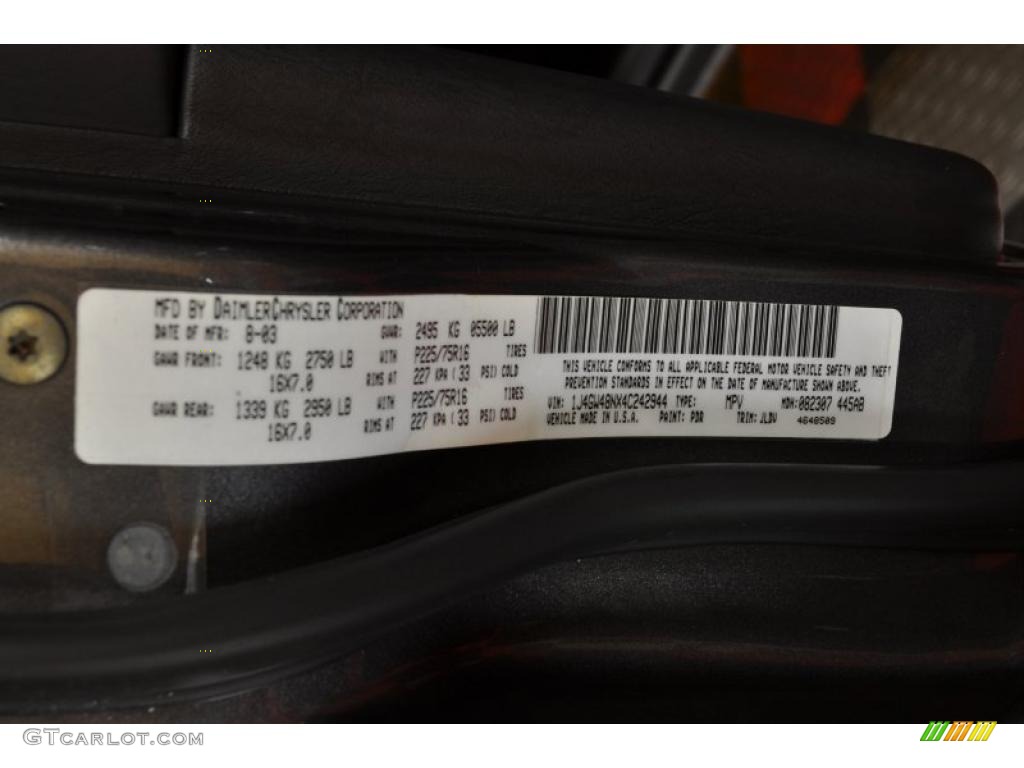 MFD BY DAIMLERCHRYSLER CORPORATION
DATE OF MFR: 8-03 GVWR: 2495 KG 05500 LB
GAWR FRONT: 1248 KG 2750 LB WITH P225/75R16 TIRES
16X7.0 RIMS AT 227 KPA ( 33 PSI) COLD
GAWR REAR: 1339 KG 2950 LB WITH P225/75R16 TIRES
16X7.0 RIMS AT 227 KPA ( 33 PSI) COLD
THIS VEHICLE CONFORMS TO ALL APPLICABLE FEDERAL MOTOR VEHICLE SAFETY AND THEFT
PREVENTION STANDARDS IN EFFECT ON THE DATE OF MANUFACTURE SHOWN ABOVE.
VIN: 1J4GW48NX4C242944 TYPE: MPV MDH: 082307 445AB
VEHICLE MADE IN U.S.A. PAINT: PDR TRIM: JLDV 4648509
GTCARLOT.COM